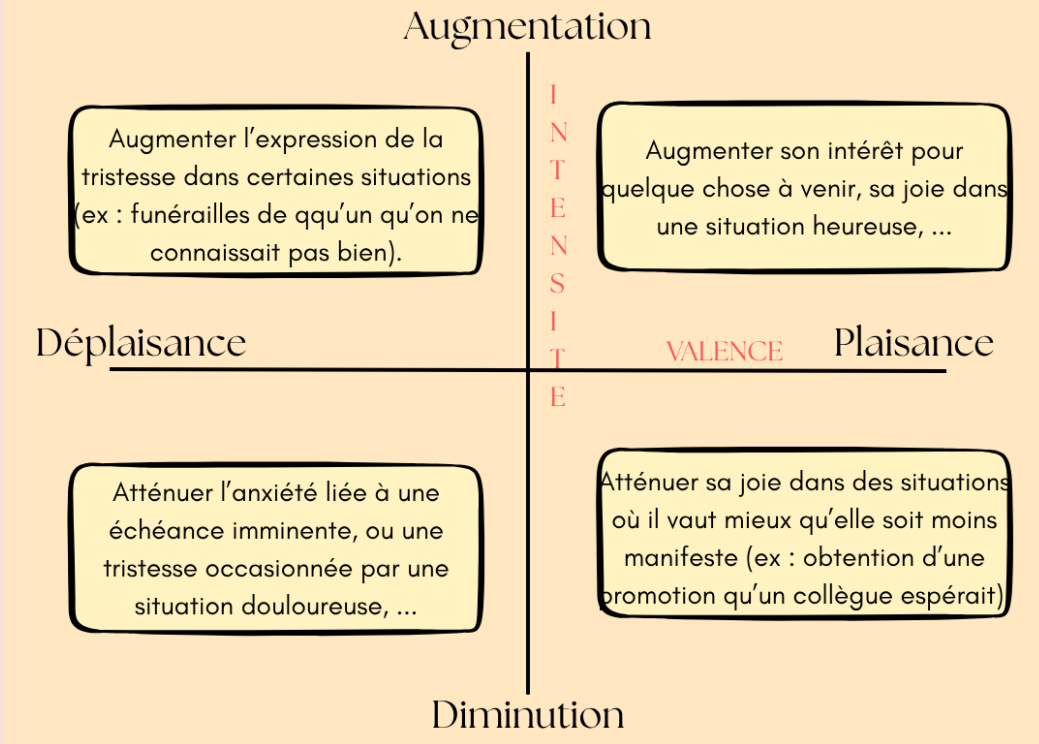 Augmentation
Augmenter l'expression de la
tristesse dans certaines situations
(ex : funérailles de qqu'un qu'on ne
connaissait pas bien).
INTENSITE
Augmenter son intérêt pour
quelque chose à venir, sa joie dans
une situation heureuse, ...
Déplaisance
VALENCE
Plaisance
Atténuer l'anxiété liée à une
échéance imminente, ou une
tristesse occasionnée par une
situation douloureuse, ...
Atténuer sa joie dans des situations
où il vaut mieux qu'elle soit moins
manifeste (ex : obtention d'une
promotion qu'un collègue espérait)
Diminution